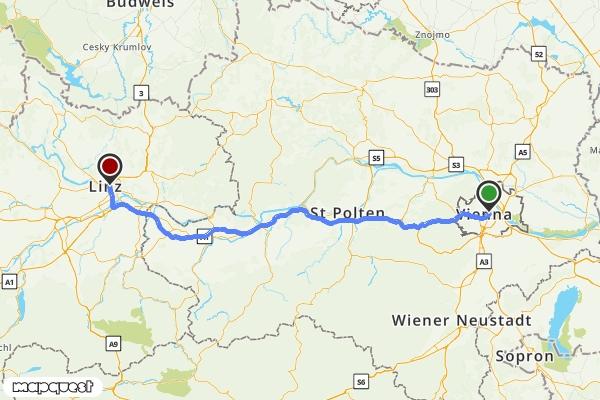 Budweis
Znojmo
Cesky Krumlov
52
3
303
A5
S5
S3
Linz
St Polten
Vienna
A1
A3
A9
Wiener Neustadt
Sopron
S6
mapquest